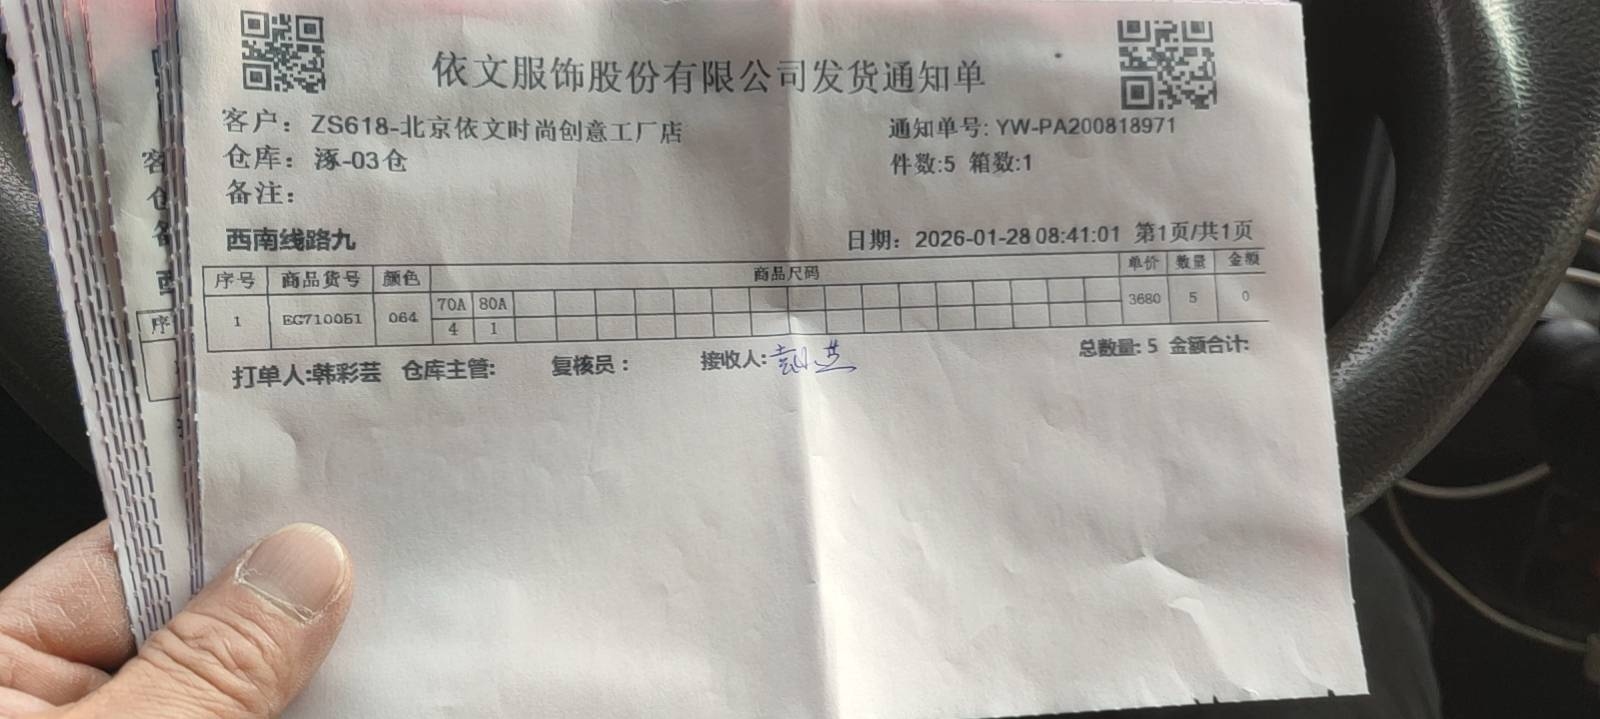 依文服饰股份有限公司发货通知单
客户：ZS618-北京依文时尚创意工厂店
通知单号:YW-PA200818971
仓库：涿-03仓
件数:5 箱数:1
备注：
西南线路九
日期：2026-01-28 08:41:01 第1页/共1页
序号 商品货号 颜色 商品尺码 单价 数量 金额
70A 80A
1 EG710051 064 3680 5 0
4 1
打单人:韩彩芸 仓库主管: 复核员： 接收人: 总数量:5 金额合计:
客
仓
备
西
序